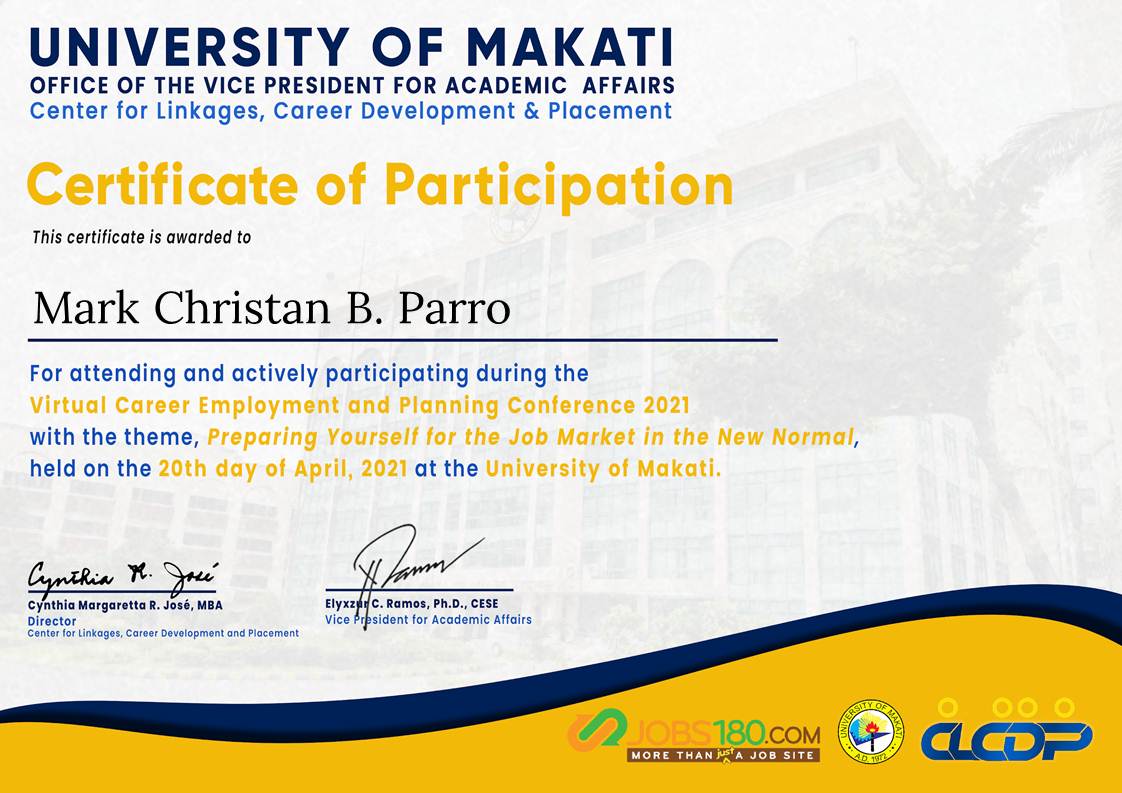 UNIVERSITY OF MAKATI
OFFICE OF THE VICE PRESIDENT FOR ACADEMIC AFFAIRS
Center for Linkages, Career Development & Placement
Certificate of Participation
This certificate is awarded to
Mark Christan B. Parro
For attending and actively participating during the
Virtual Career Employment and Planning Conference 2021
with the theme, Preparing Yourself for the Job Market in the New Normal,
held on the 20th day of April, 2021 at the University of Makati.
Cynthia R. José
Cynthia Margaretta R. José, MBA
Director
Center for Linkages, Career Development and Placement
Elyxzur C. Ramos, Ph.D., CESE
Vice President for Academic Affairs
JOBS180.COM
MORE THAN just A JOB SITE
UNIVERSITY OF MAKATI
A.D. 1972
CLCDP